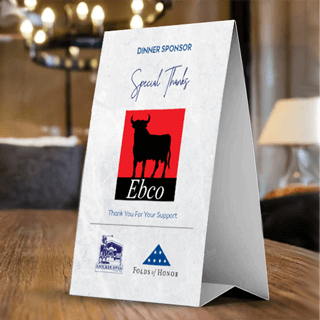 DINNER SPONSOR
Special Thanks
Ebco
Thank You For Your Support
FOLDS of HONOR